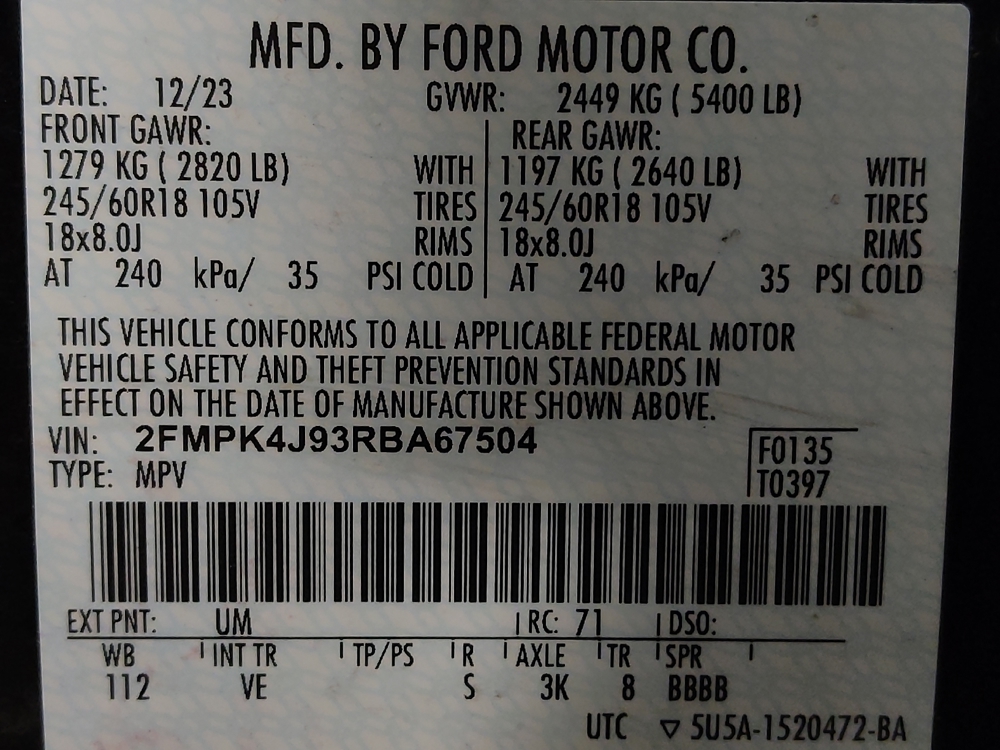 MFD. BY FORD MOTOR CO.
DATE: 12/23 GVWR: 2449 KG ( 5400 LB)
FRONT GAWR: REAR GAWR:
1279 KG ( 2820 LB) WITH 1197 KG ( 2640 LB) WITH
245/60R18 105V TIRES 245/60R18 105V TIRES
18x8.0J RIMS 18x8.0J RIMS
AT 240 kPa/ 35 PSI COLD AT 240 kPa/ 35 PSI COLD
THIS VEHICLE CONFORMS TO ALL APPLICABLE FEDERAL MOTOR
VEHICLE SAFETY AND THEFT PREVENTION STANDARDS IN
EFFECT ON THE DATE OF MANUFACTURE SHOWN ABOVE.
VIN: 2FMPK4J93RBA67504 F0135
TYPE: MPV T0397
EXT PNT: UM RC: 71 DSO:
WB INT TR TP/PS R AXLE TR SPR
112 VE S 3K 8 BBBB
UTC ▽ 5U5A-1520472-BA